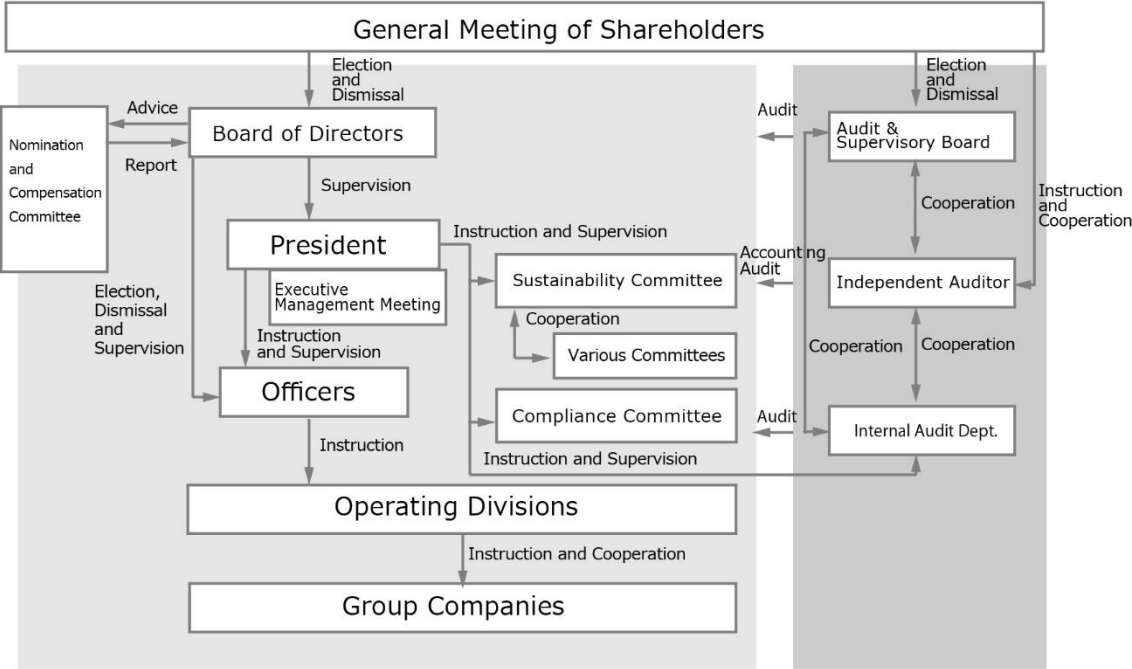 General Meeting of Shareholders
Election
and
Dismissal
Election
and
Dismissal
Advice
Board of Directors
Audit
Audit &
Supervisory Board
Nomination
and
Compensation
Committee
Report
Supervision
Cooperation
Instruction
and
Cooperation
President
Instruction and Supervision
Executive
Management Meeting
Sustainability Committee
Accounting
Audit
Independent Auditor
Election,
Dismissal
and
Supervision
Instruction
and Supervision
Cooperation
Various Committees
Cooperation
Cooperation
Officers
Compliance Committee
Audit
Internal Audit Dept.
Instruction
Instruction and Supervision
Operating Divisions
Instruction and Cooperation
Group Companies